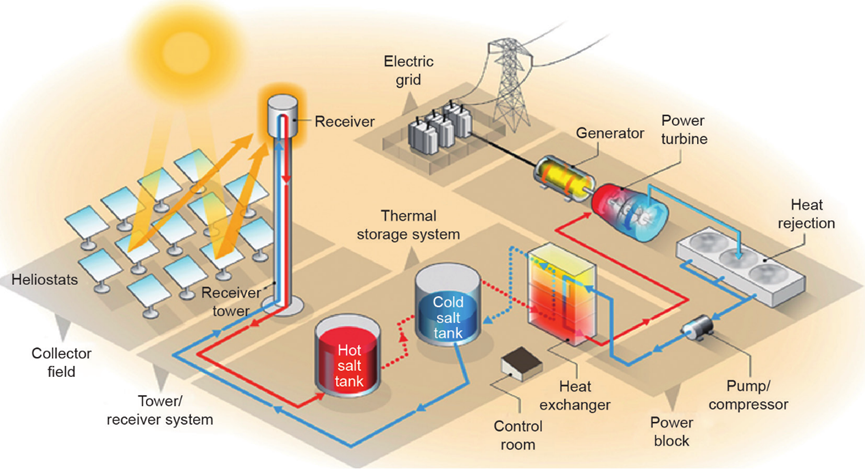 Electric
grid
Receiver
Generator
Power
turbine
Heat
rejection
Thermal
storage system
Heliostats
Receiver
tower
Cold
salt
tank
Hot
salt
tank
Collector
field
Tower/
receiver system
Control
room
Heat
exchanger
Pump/
compressor
Power
block